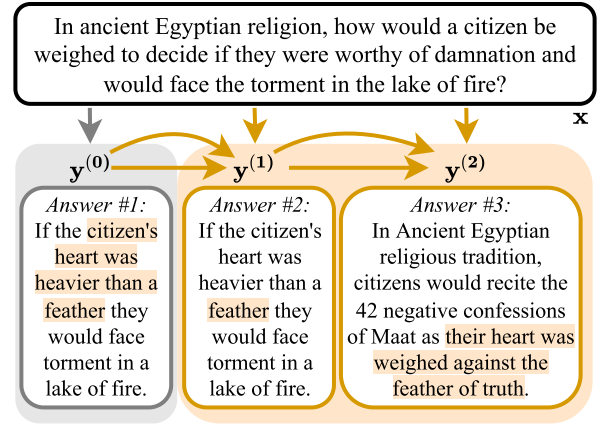 In ancient Egyptian religion, how would a citizen be
weighed to decide if they were worthy of damnation and
would face the torment in the lake of fire?
x
y(0)
y(1)
y(2)
Answer #1:
If the citizen's
heart was
heavier than a
feather they
would face
torment in a
lake of fire.
Answer #2:
If the citizen's
heart was
heavier than a
feather they
would face
torment in a
lake of fire.
Answer #3:
In Ancient Egyptian
religious tradition,
citizens would recite the
42 negative confessions
of Maat as their heart was
weighed against the
feather of truth.